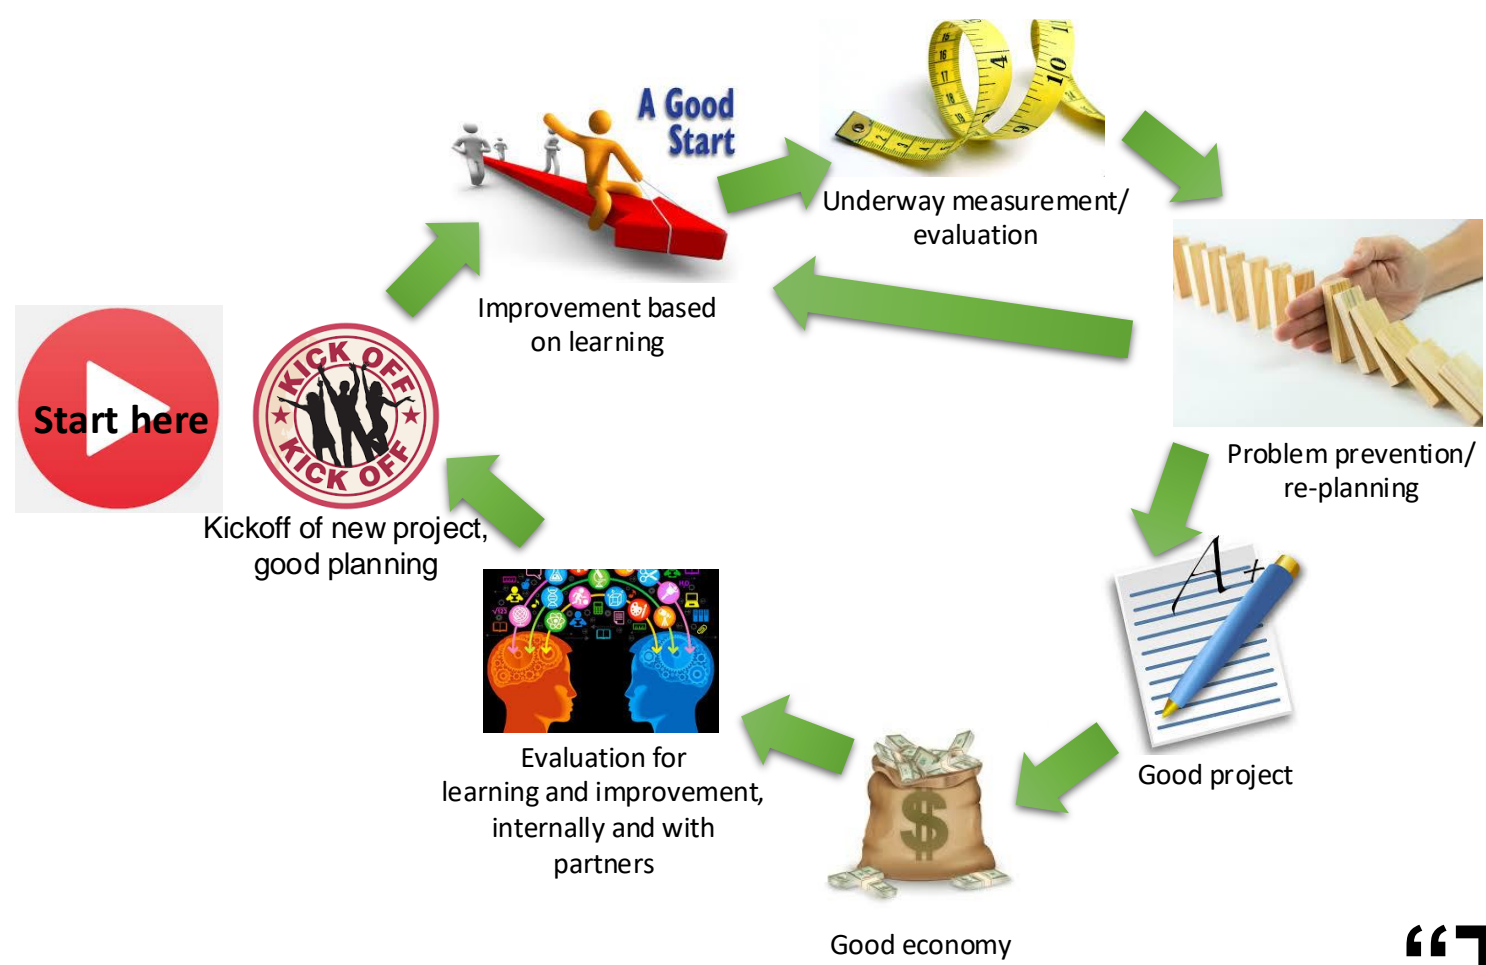 A Good
Start
Underway measurement/
evaluation
Improvement based
on learning
Start here
KICK OFF
KICK OFF
Kickoff of new project,
good planning
Problem prevention/
re-planning
A+
Good project
Evaluation for
learning and improvement,
internally and with
partners
$
Good economy
“